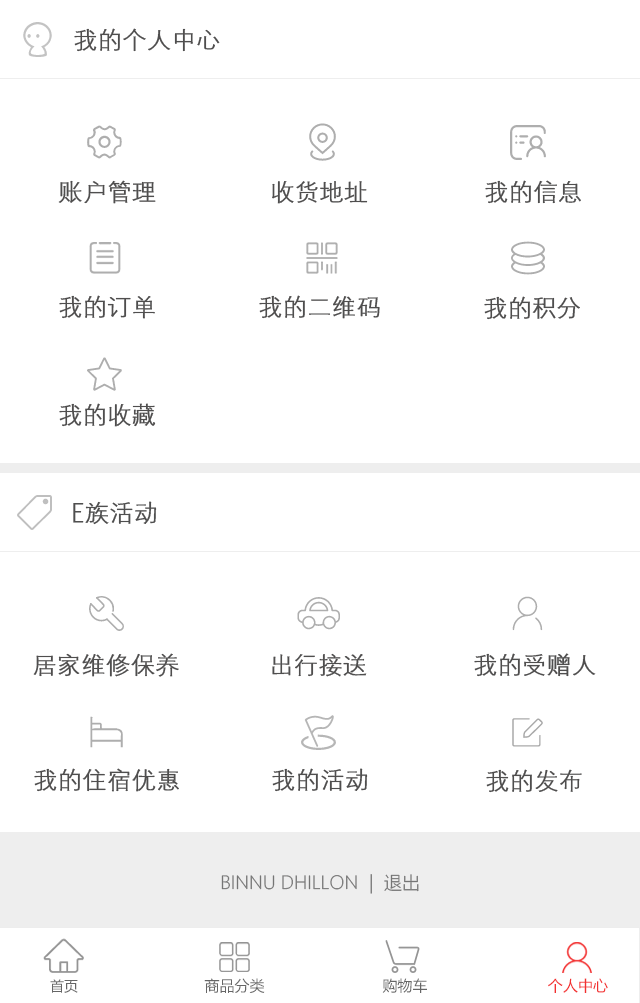 我的个人中心
账户管理 收货地址 我的信息
我的订单 我的二维码 我的积分
我的收藏
E族活动
居家维修保养 出行接送 我的受赠人
我的住宿优惠 我的活动 我的发布
BINNU DHILLON | 退出
首页 商品分类 购物车 个人中心